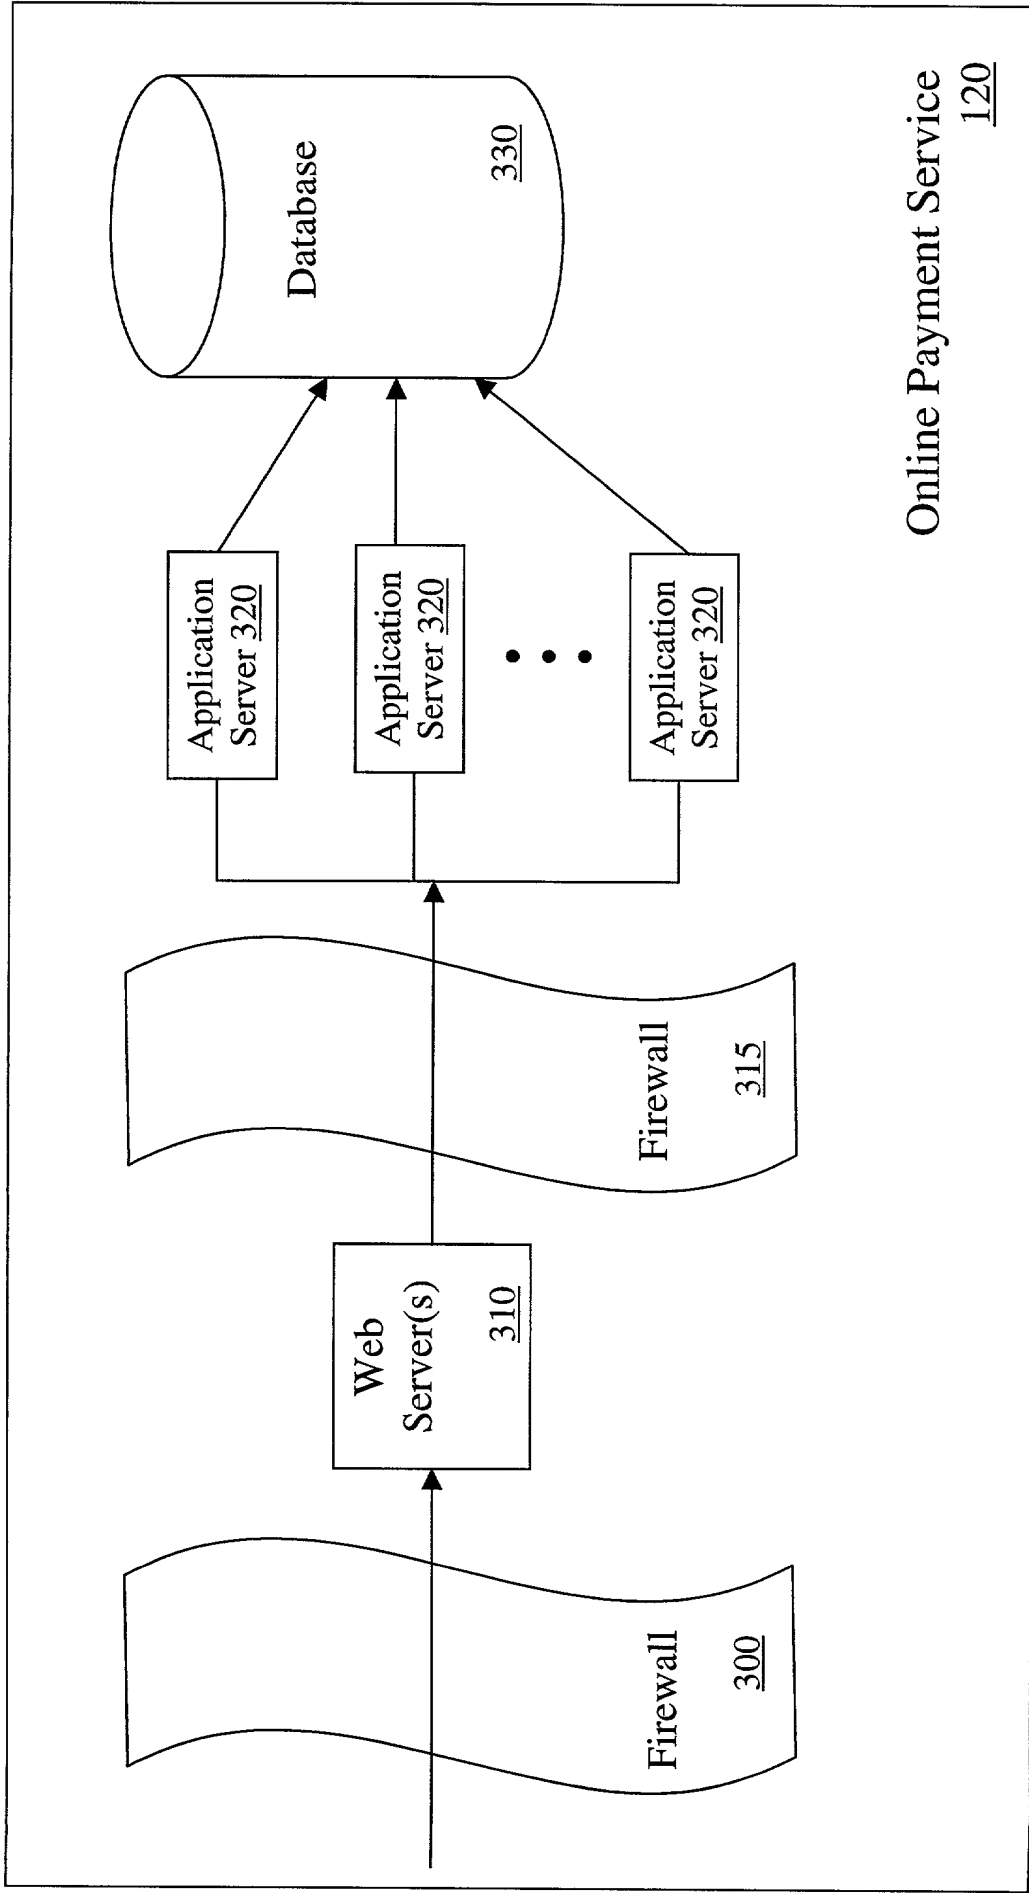 Firewall
300
Web
Server(s)
310
Firewall
315
Application
Server 320
Application
Server 320
Application
Server 320
Database
330
Online Payment Service
120